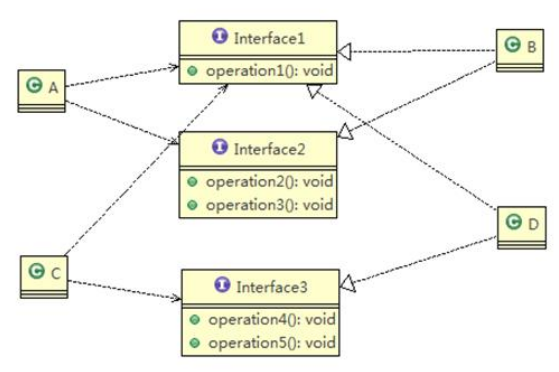 I Interface1
operation1(): void
C A
C B
I Interface2
operation2(): void
operation3(): void
C C
C D
I Interface3
operation4(): void
operation5(): void